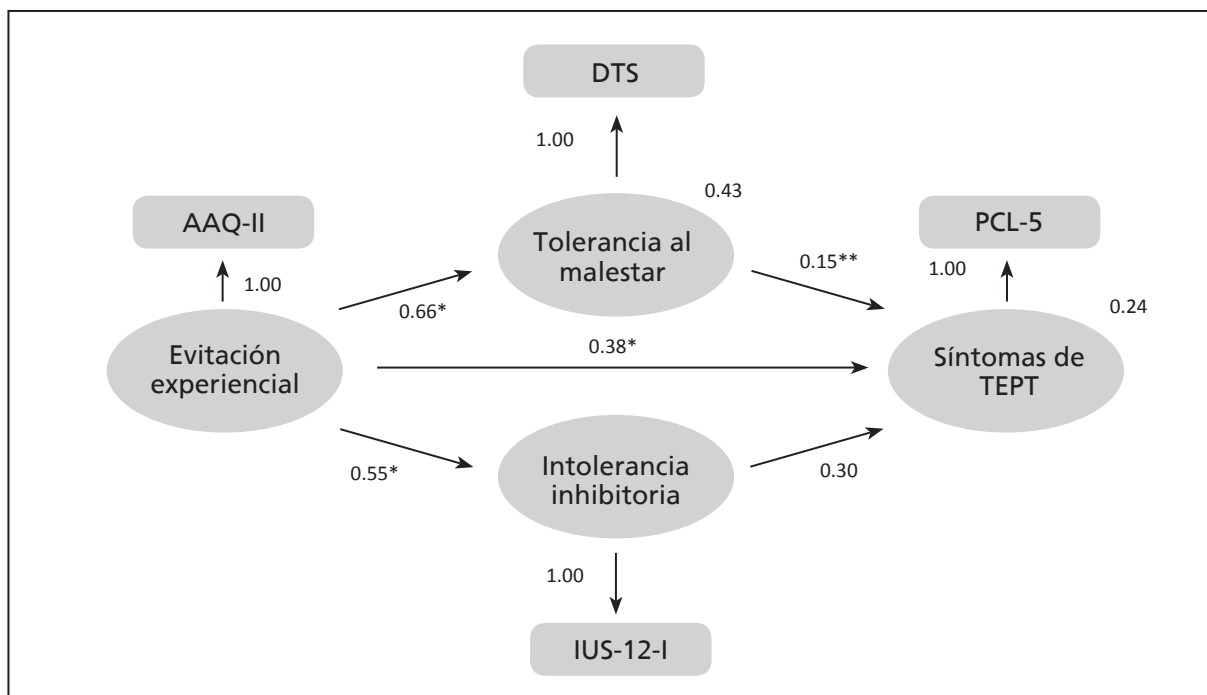 DTS
1.00
0.43
AAQ-II
Tolerancia al
malestar
PCL-5
1.00
0.66*
0.15**
1.00
0.24
Evitación
experiencial
0.38*
Síntomas de
TEPT
0.55*
Intolerancia
inhibitoria
0.30
1.00
IUS-12-I